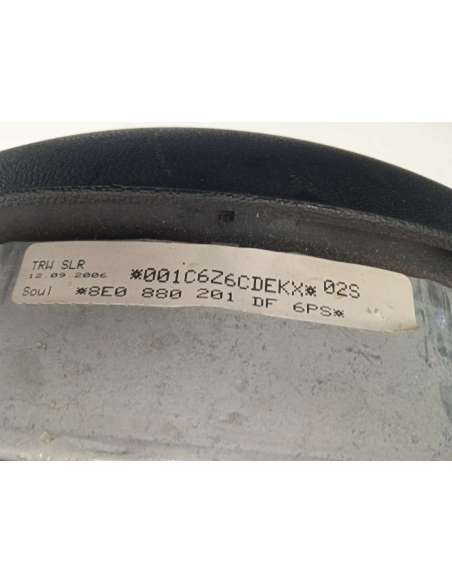 TRW SLR
12.09.2006 *001C6Z6CDEKX* 02S
Soul *8E0 880 201 DF 6PS*